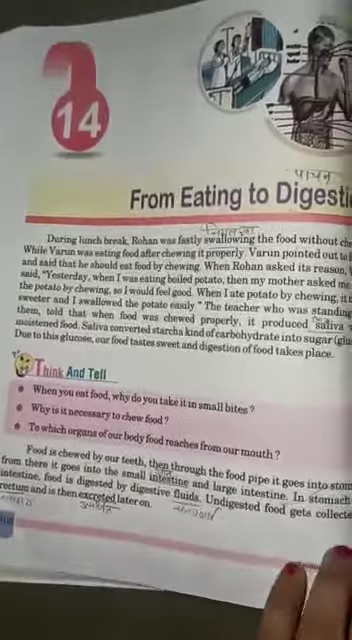 14
पाचन
From Eating to Digesti
निगलना
During lunch break, Rohan was fastly swallowing the food without che
While Varun was eating food after chewing it properly. Varun pointed out to
and said that he should eat food by chewing. When Rohan asked its reason,
said, "Yesterday, when I was eating boiled potato, then my mother asked me
the potato by chewing, so I would feel good. When I ate potato by chewing, it
sweeter and I swallowed the potato easily " The teacher who was standing
them, told that when food was chewed properly, it produced saliva
moistened food. Saliva converted starcha kind of carbohydrate into sugar (glu
Due to this glucose, our food tastes sweet and digestion of food takes place.
Think And Tell
When you eat food, why do you take it in small bites ?
Why is it necessary to chew food ?
To which organs of our body food reaches from our mouth ?
Food is chewed by our teeth, then through the food pipe it goes into stom
from there it goes into the small intestine and large intestine. In stomach
intestine, food is digested by digestive fluids. Undigested food gets collecte
rectum and is then excreted later on.